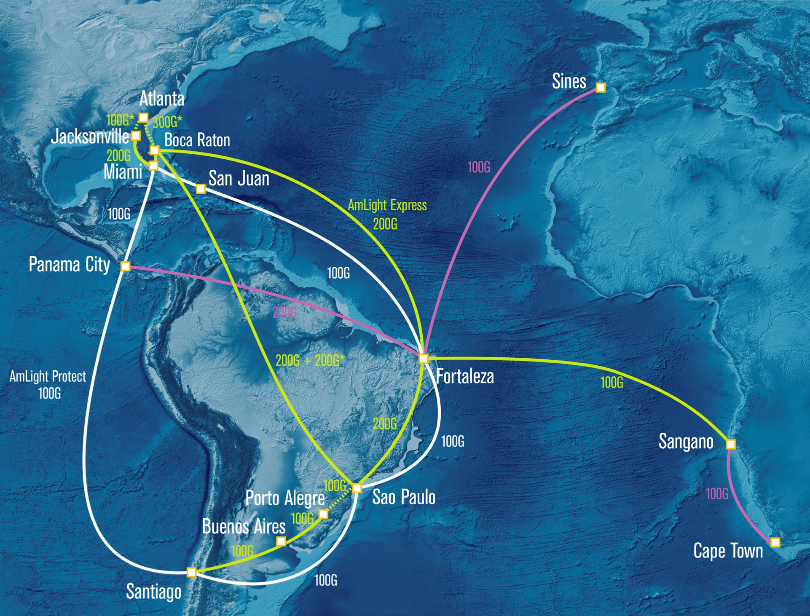 Sines
Atlanta
100G*
300G*
Jacksonville
Boca Raton
200G
Miami
San Juan
100G
AmLight Express
200G
100G
Panama City
100G
200G + 200G*
Fortaleza
AmLight Protect
100G
100G
200G
100G
Sangano
100G
Porto Alegre
Sao Paulo
100G
100G
Buenos Aires
100G
Cape Town
100G
Santiago